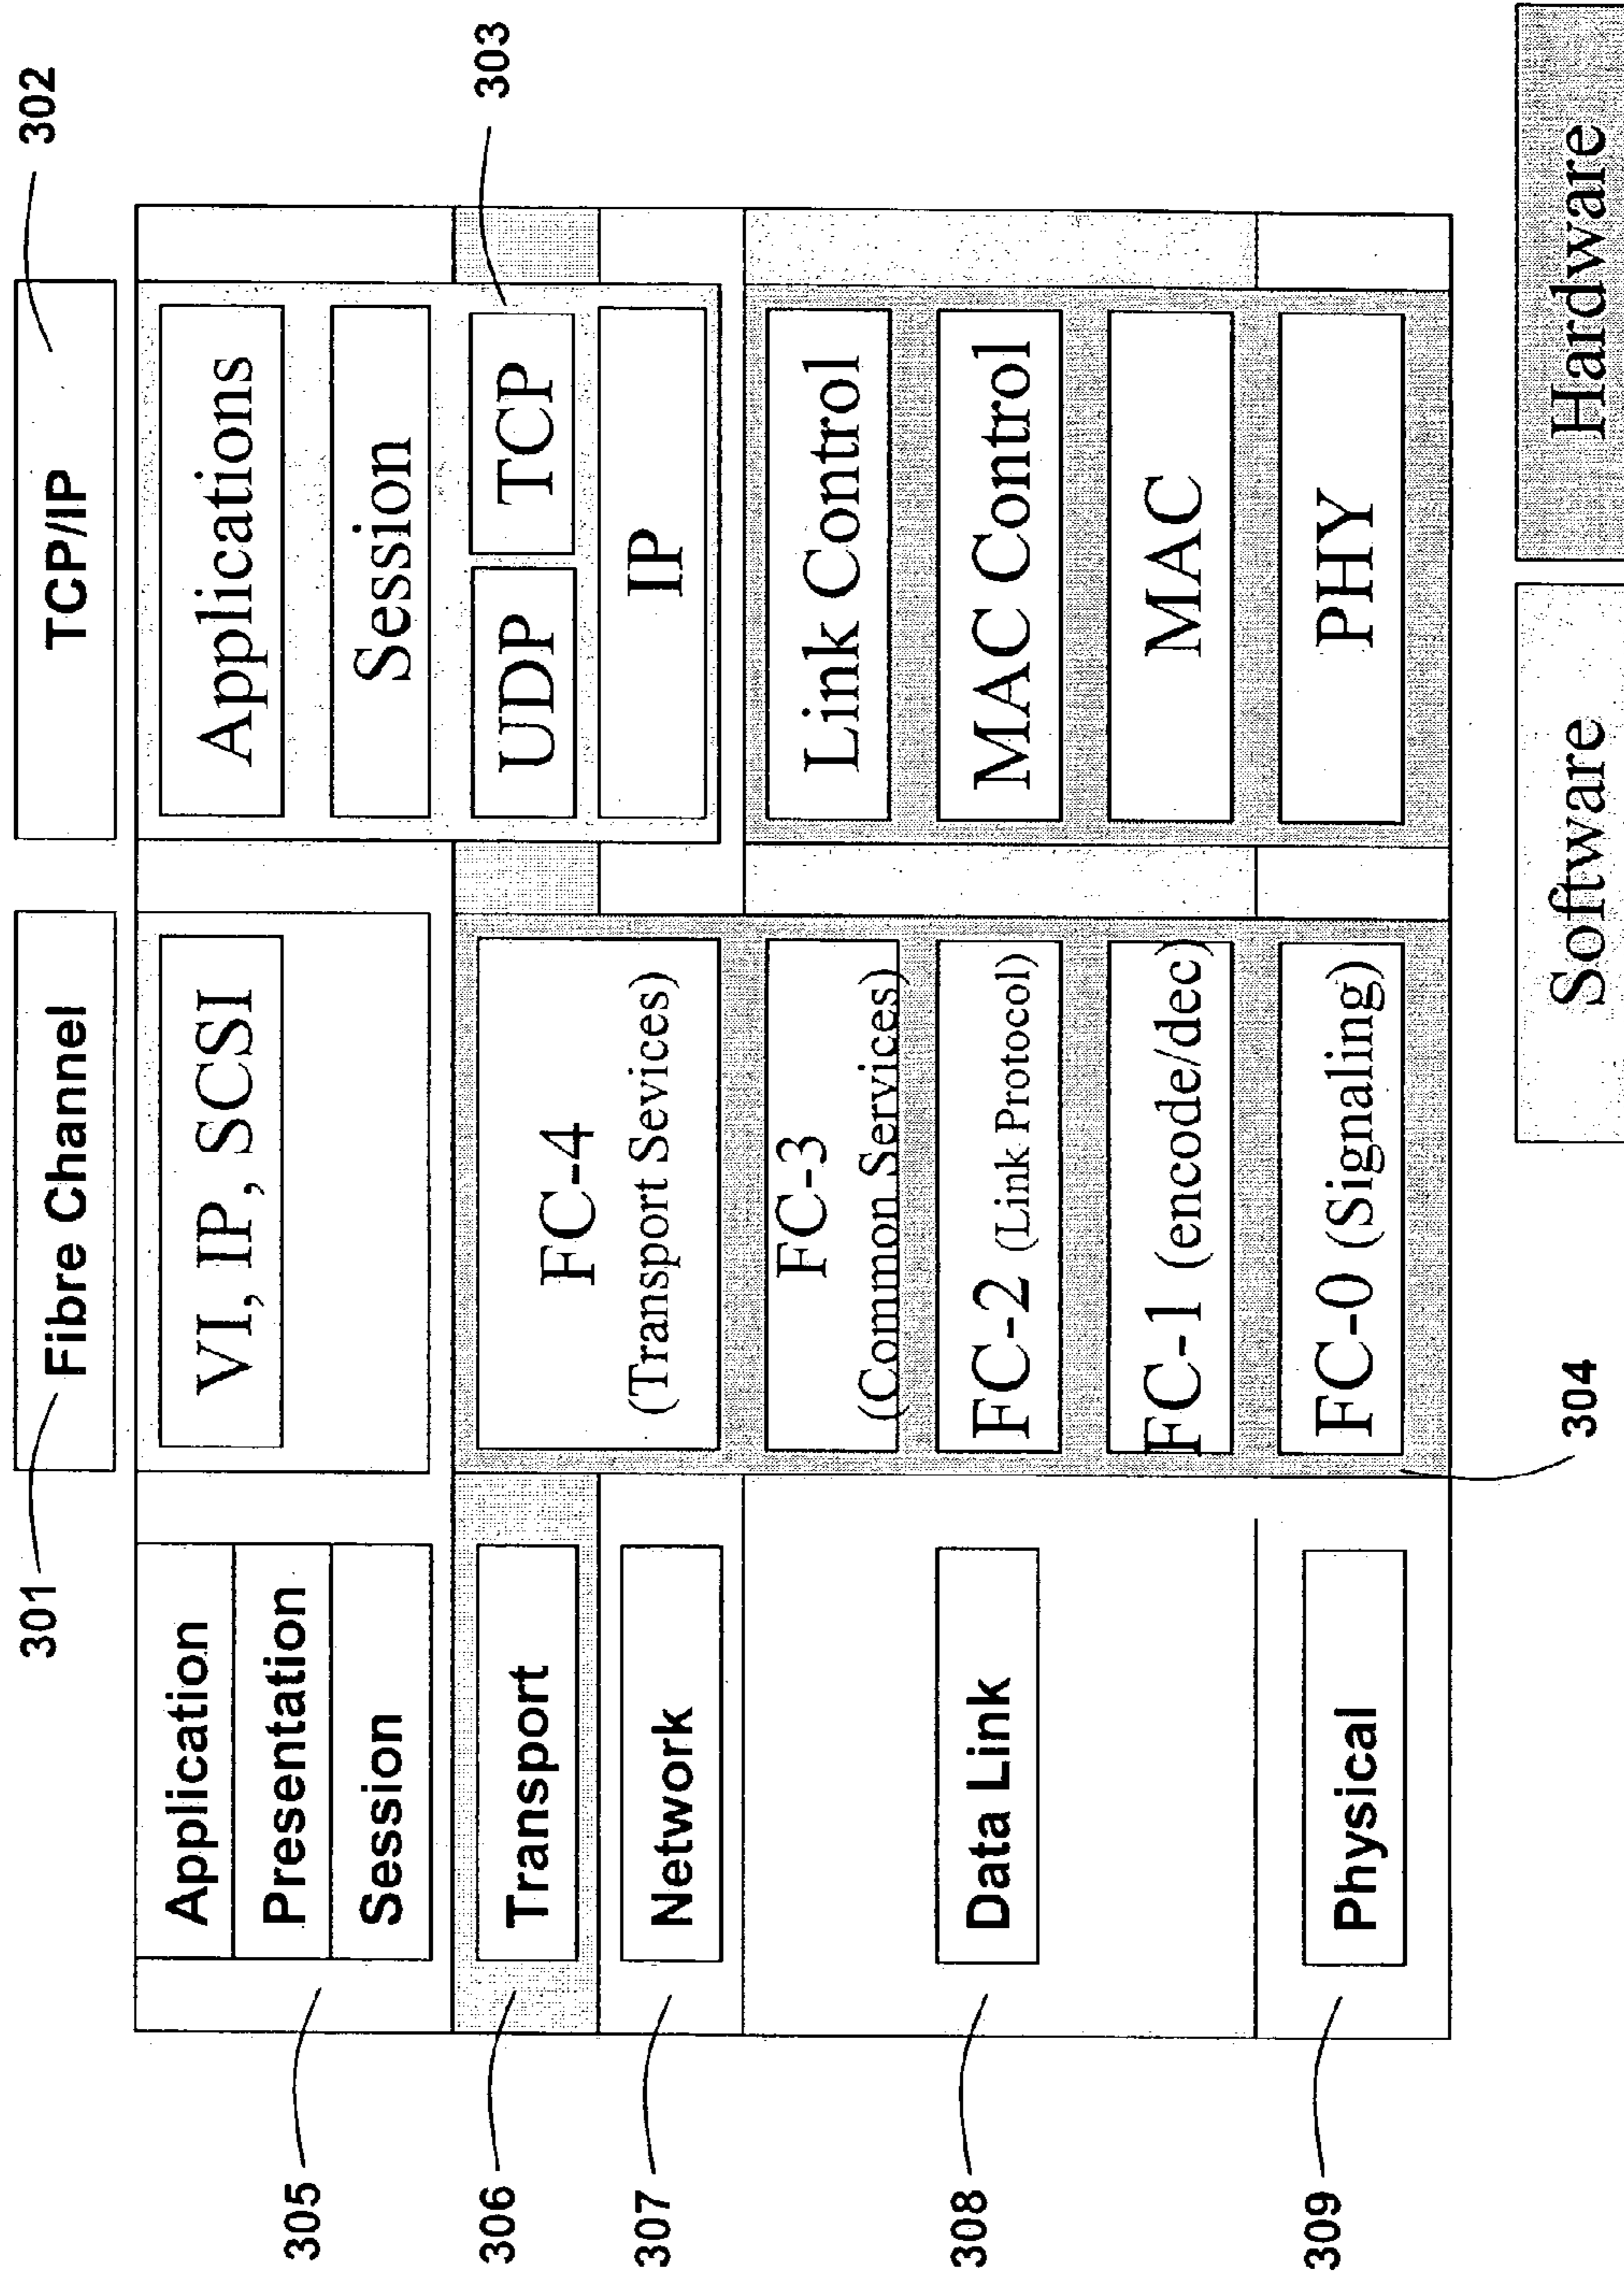 301
302
Fibre Channel
TCP/IP
305
Application
Presentation
Session
VI, IP, SCSI
Applications
Session
306
Transport
FC-4
(Transport Sevices)
UDP
TCP
303
307
Network
IP
308
Data Link
FC-3
(Common Services)
Link Control
FC-2 (Link Protocol)
MAC Control
FC-1 (encode/dec)
MAC
309
Physical
FC-0 (Signaling)
PHY
304
Software
Hardware